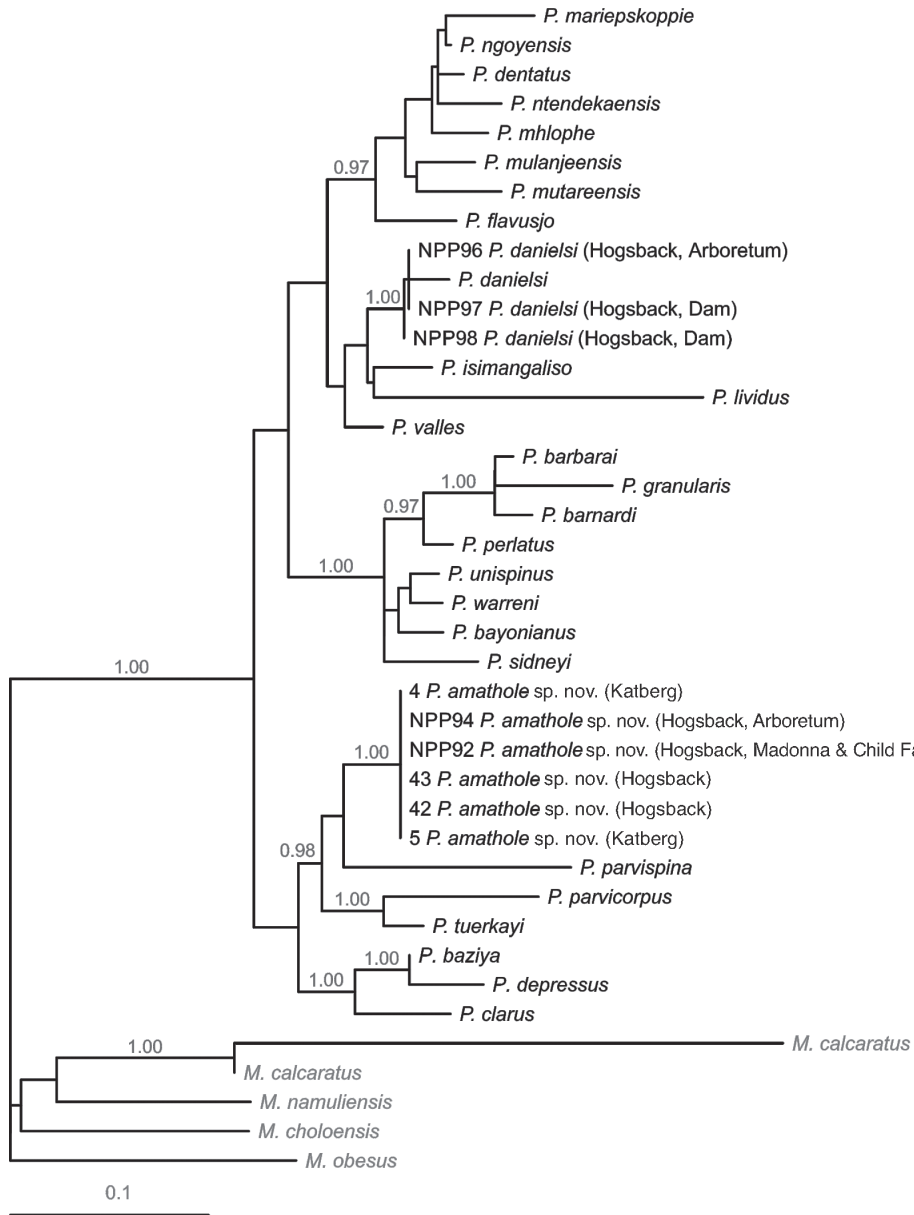 P. mariepskoppie
P. ngoyensis
P. dentatus
P. ntendekaensis
P. mhlophe
P. mulanjeensis
0.97
P. mutareensis
P. flavusjo
NPP96 P. danielsi (Hogsback, Arboretum)
P. danielsi
1.00
NPP97 P. danielsi (Hogsback, Dam)
NPP98 P. danielsi (Hogsback, Dam)
P. isimangaliso
P. lividus
P. valles
P. barbarai
1.00
P. granularis
0.97
P. barnardi
P. perlatus
1.00
P. unispinus
P. warreni
P. bayonianus
P. sidneyi
1.00
4 P. amathole sp. nov. (Katberg)
NPP94 P. amathole sp. nov. (Hogsback, Arboretum)
1.00
NPP92 P. amathole sp. nov. (Hogsback, Madonna & Child
43 P. amathole sp. nov. (Hogsback)
42 P. amathole sp. nov. (Hogsback)
5 P. amathole sp. nov. (Katberg)
0.98
P. parvispina
1.00
P. parvicorpus
P. tuerkayi
1.00
P. baziya
1.00
P. depressus
P. clarus
1.00
M. calcaratus
M. calcaratus
M. namuliensis
M. choloensis
M. obesus
0.1